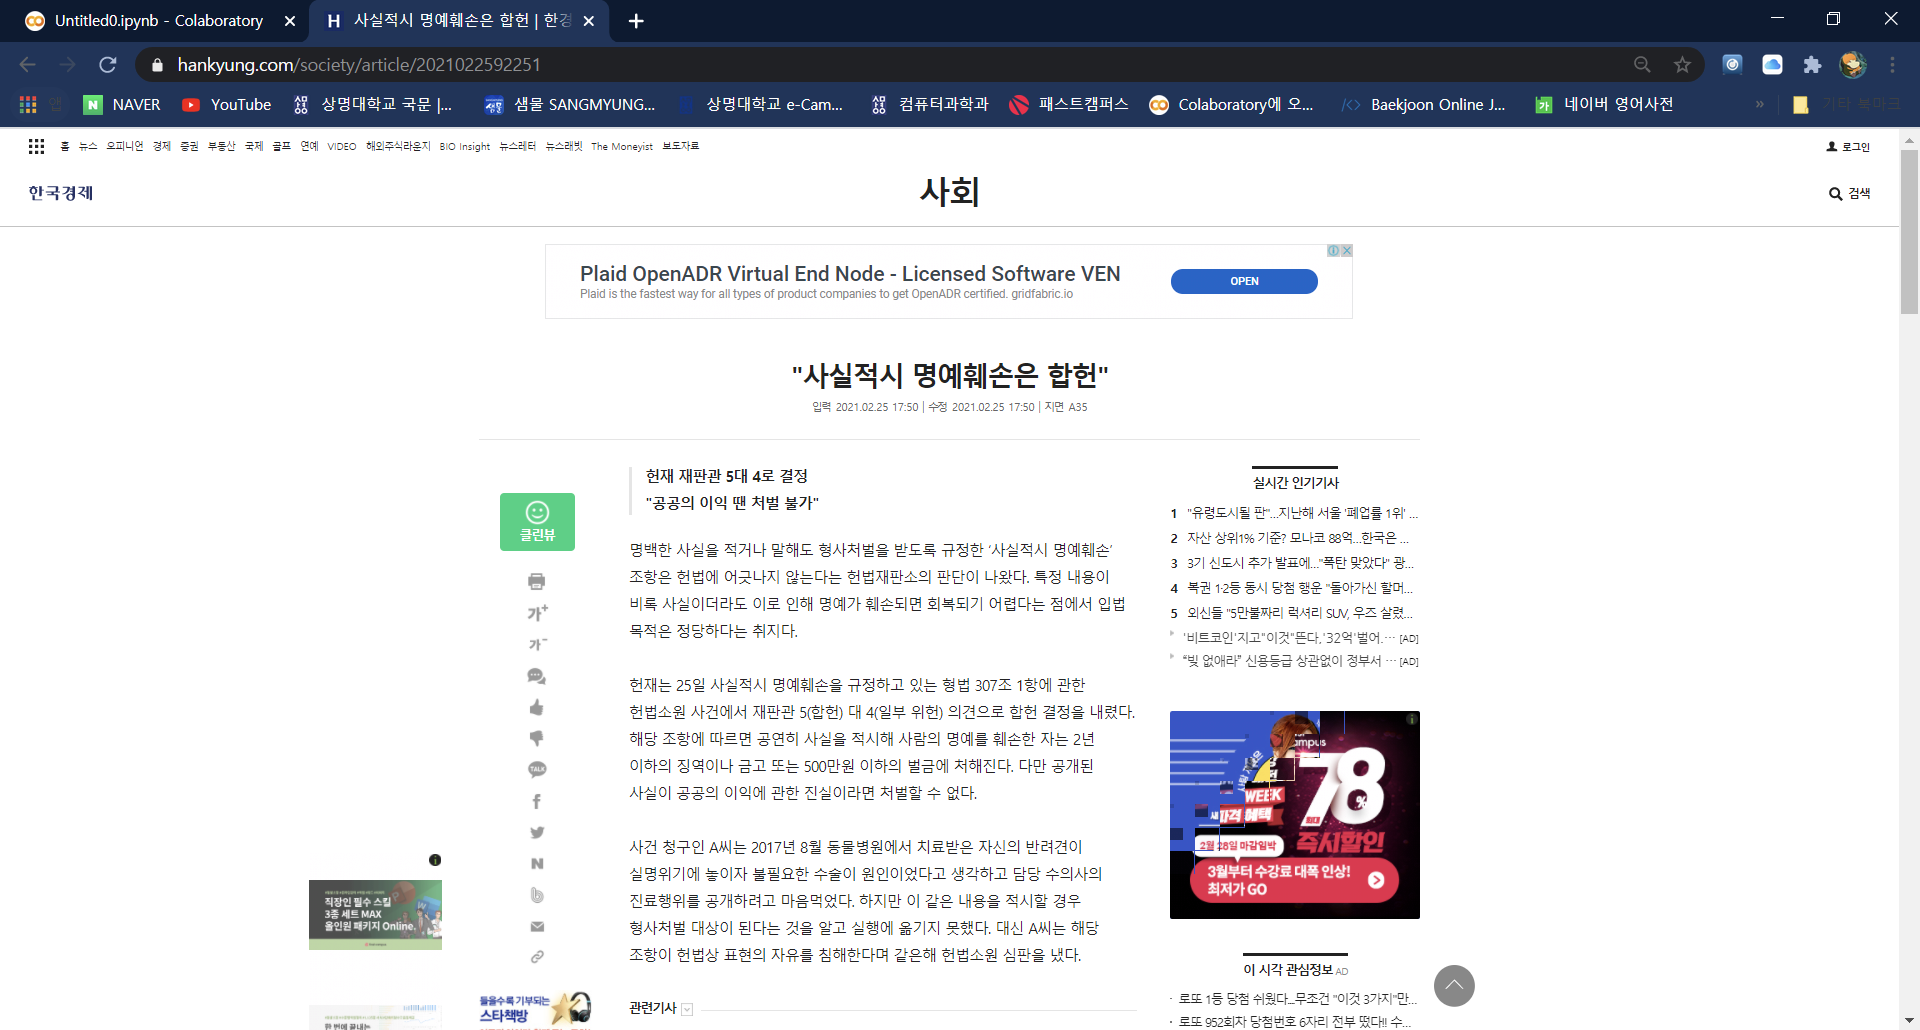 Untitled0.ipynb - Colaboratory
사실적시 명예훼손은 합헌 | 한경
hankyung.com/society/article/2021022592251
앱
NAVER
YouTube
상명대학교 국문 |...
샘물 SANGMYUNG...
상명대학교 e-Cam...
컴퓨터과학과
패스트캠퍼스
Colaboratory에 오...
Baekjoon Online J...
네이버 영어사전
기타 북마크
홈 뉴스 오피니언 경제 증권 부동산 국제 골프 연예 VIDEO 해외주식라운지 BIO Insight 뉴스레터 뉴스래빗 The Moneyist 보도자료
로그인
한국경제
사회
검색
Plaid OpenADR Virtual End Node - Licensed Software VEN
Plaid is the fastest way for all types of product companies to get OpenADR certified. gridfabric.io
OPEN
"사실적시 명예훼손은 합헌"
입력 2021.02.25 17:50 | 수정 2021.02.25 17:50 | 지면 A35
클린뷰
가+
가-
TALK
헌재 재판관 5대 4로 결정
"공공의 이익 땐 처벌 불가"
명백한 사실을 적거나 말해도 형사처벌을 받도록 규정한 ‘사실적시 명예훼손’
조항은 헌법에 어긋나지 않는다는 헌법재판소의 판단이 나왔다. 특정 내용이
비록 사실이더라도 이로 인해 명예가 훼손되면 회복되기 어렵다는 점에서 입법
목적은 정당하다는 취지다.
헌재는 25일 사실적시 명예훼손을 규정하고 있는 형법 307조 1항에 관한
헌법소원 사건에서 재판관 5(합헌) 대 4(일부 위헌) 의견으로 합헌 결정을 내렸다.
해당 조항에 따르면 공연히 사실을 적시해 사람의 명예를 훼손한 자는 2년
이하의 징역이나 금고 또는 500만원 이하의 벌금에 처해진다. 다만 공개된
사실이 공공의 이익에 관한 진실이라면 처벌할 수 없다.
사건 청구인 A씨는 2017년 8월 동물병원에서 치료받은 자신의 반려견이
실명위기에 놓이자 불필요한 수술이 원인이었다고 생각하고 담당 수의사의
진료행위를 공개하려고 마음먹었다. 하지만 이 같은 내용을 적시할 경우
형사처벌 대상이 된다는 것을 알고 실행에 옮기지 못했다. 대신 A씨는 해당
조항이 헌법상 표현의 자유를 침해한다며 같은해 헌법소원 심판을 냈다.
관련기사
실시간 인기기사
1 "유령도시될 판"…지난해 서울 '폐업률 1위' ...
2 자산 상위1% 기준? 모나코 88억…한국은 ...
3 3기 신도시 추가 발표에…"폭탄 맞았다" 광...
4 복권 1·2등 동시 당첨 행운 "돌아가신 할머...
5 외신들 "5만불짜리 럭셔리 SUV, 우즈 살렸...
'비트코인'지고"이것"뜬다,'32억'벌어.… [AD]
“빚 없애라” 신용등급 상관없이 정부서 … [AD]
WEEK
파격 혜택
최대 78%
즉시할인
2월 28일 마감임박
3월부터 수강료 대폭 인상!
최저가 GO
이 시각 관심정보 AD
· 로또 1등 당첨 쉬웠다...무조건 "이것 3가지"만...
· 로또 952회차 당첨번호 6자리 전부 떴다!! 수...
직장인 필수 스킬
3종 세트 MAX
올인원 패키지 Online.
한 번에 끝내는
들을수록 기부되는
스타책방